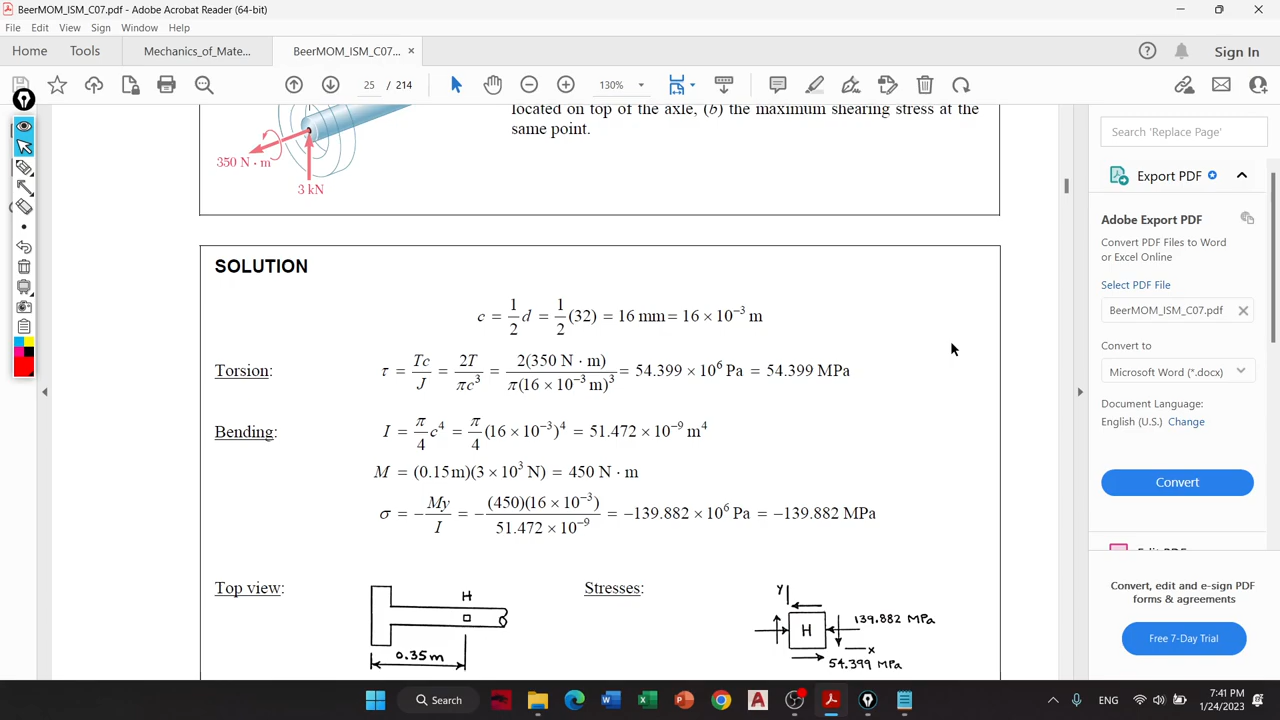 BeerMOM_ISM_C07.pdf - Adobe Acrobat Reader (64-bit)
File Edit View Sign Window Help
Home Tools Mechanics_of_Mate... BeerMOM_ISM_C07... × Sign In
25 / 214 130%
located on top of the axle, (b) the maximum shearing stress at the
same point.
350 N · m
3 kN
SOLUTION
c = 1/2 d = 1/2 (32) = 16 mm = 16 × 10⁻³ m
Torsion: τ = Tc/J = 2T/πc³ = 2(350 N · m)/π(16 × 10⁻³ m)³ = 54.399 × 10⁶ Pa = 54.399 MPa
Bending: I = π/4 c⁴ = π/4 (16 × 10⁻³)⁴ = 51.472 × 10⁻⁹ m⁴
M = (0.15 m)(3 × 10³ N) = 450 N · m
σ = −My/I = −(450)(16 × 10⁻³)/51.472 × 10⁻⁹ = −139.882 × 10⁶ Pa = −139.882 MPa
Top view: Stresses:
H
0.35m
y
H
139.882 MPa
x
54.399 MPa
Search 'Replace Page'
Export PDF
Adobe Export PDF
Convert PDF Files to Word
or Excel Online
Select PDF File
BeerMOM_ISM_C07.pdf
Convert to
Microsoft Word (*.docx)
Document Language:
English (U.S.) Change
Convert
Edit PDF
Convert, edit and e-sign PDF
forms & agreements
Free 7-Day Trial
Search
ENG
7:41 PM
1/24/2023